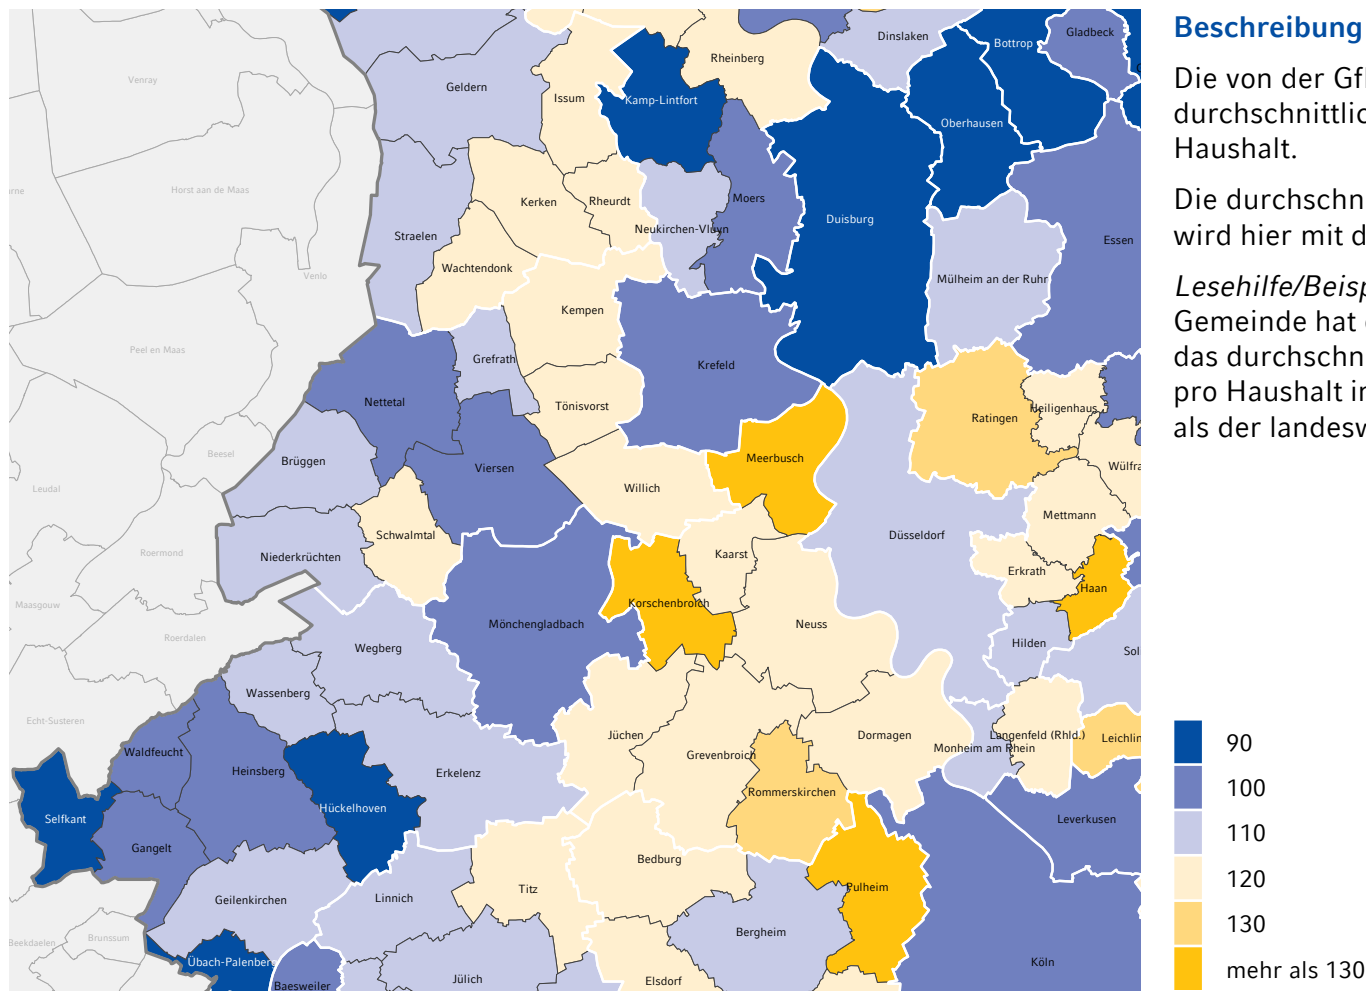 Beschreibung
Die von der Gf
durchschnittlic
Haushalt.
Die durchschn
wird hier mit d
Lesehilfe/Beisp
Gemeinde hat
das durchschn
pro Haushalt in
als der landesw
90
100
110
120
130
mehr als 130
Venray
Geldern
Issum
Kamp-Lintfort
Rheinberg
Dinslaken
Bottrop
Gladbeck
Oberhausen
Horst aan de Maas
Straelen
Kerken
Rheurdt
Neukirchen-Vluyn
Moers
Duisburg
Essen
Venlo
Wachtendonk
Mülheim an der Ruhr
Kempen
Peel en Maas
Grefrath
Krefeld
Nettetal
Tönisvorst
Ratingen
Heiligenhaus
Beesel
Brüggen
Viersen
Meerbusch
Wülfra
Leudal
Willich
Mettmann
Schwalmtal
Düsseldorf
Roermond
Niederkrüchten
Kaarst
Erkrath
Haan
Maasgouw
Korschenbroich
Mönchengladbach
Neuss
Roerdalen
Wegberg
Hilden
Sol
Wassenberg
Echt-Susteren
Jüchen
Dormagen
Langenfeld (Rhld.)
Monheim am Rhein
Leichlin
Waldfeucht
Heinsberg
Erkelenz
Grevenbroich
Rommerskirchen
Hückelhoven
Selfkant
Leverkusen
Gangelt
Bedburg
Titz
Pulheim
Geilenkirchen
Linnich
Bergheim
Beekdaelen
Brunssum
Übach-Palenberg
Köln
Jülich
Elsdorf
Baesweiler